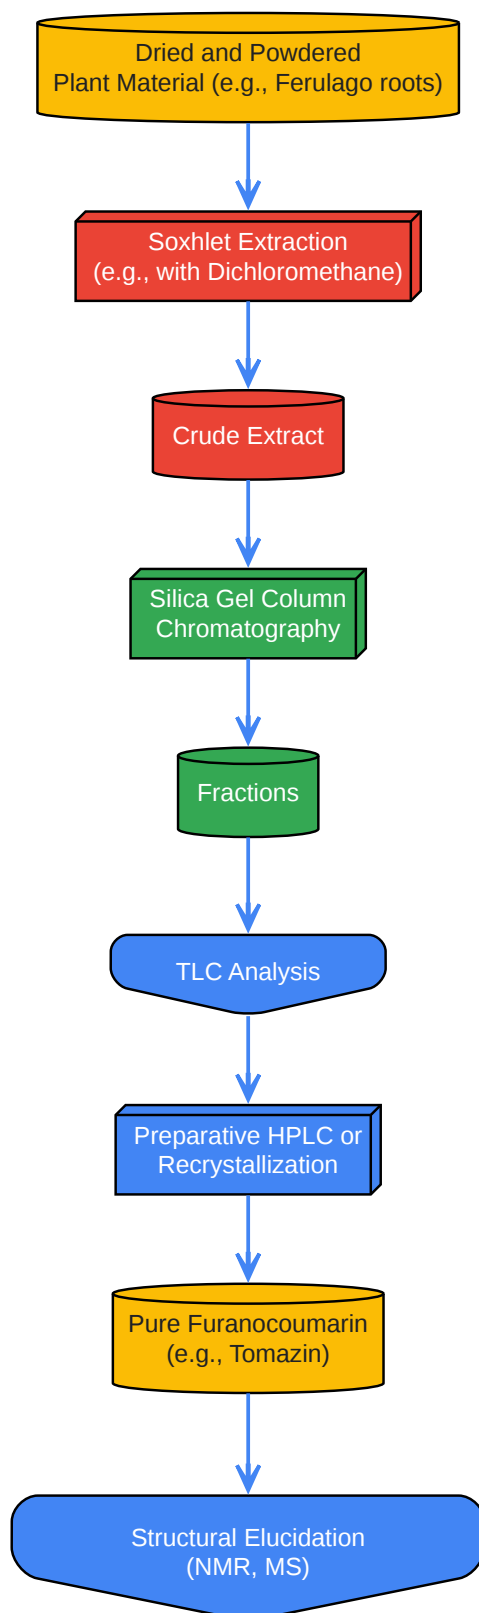 Dried and Powdered
Plant Material (e.g., Ferulago roots)
Soxhlet Extraction
(e.g., with Dichloromethane)
Crude Extract
Silica Gel Column
Chromatography
Fractions
TLC Analysis
Preparative HPLC or
Recrystallization
Pure Furanocoumarin
(e.g., Tomazin)
Structural Elucidation
(NMR, MS)